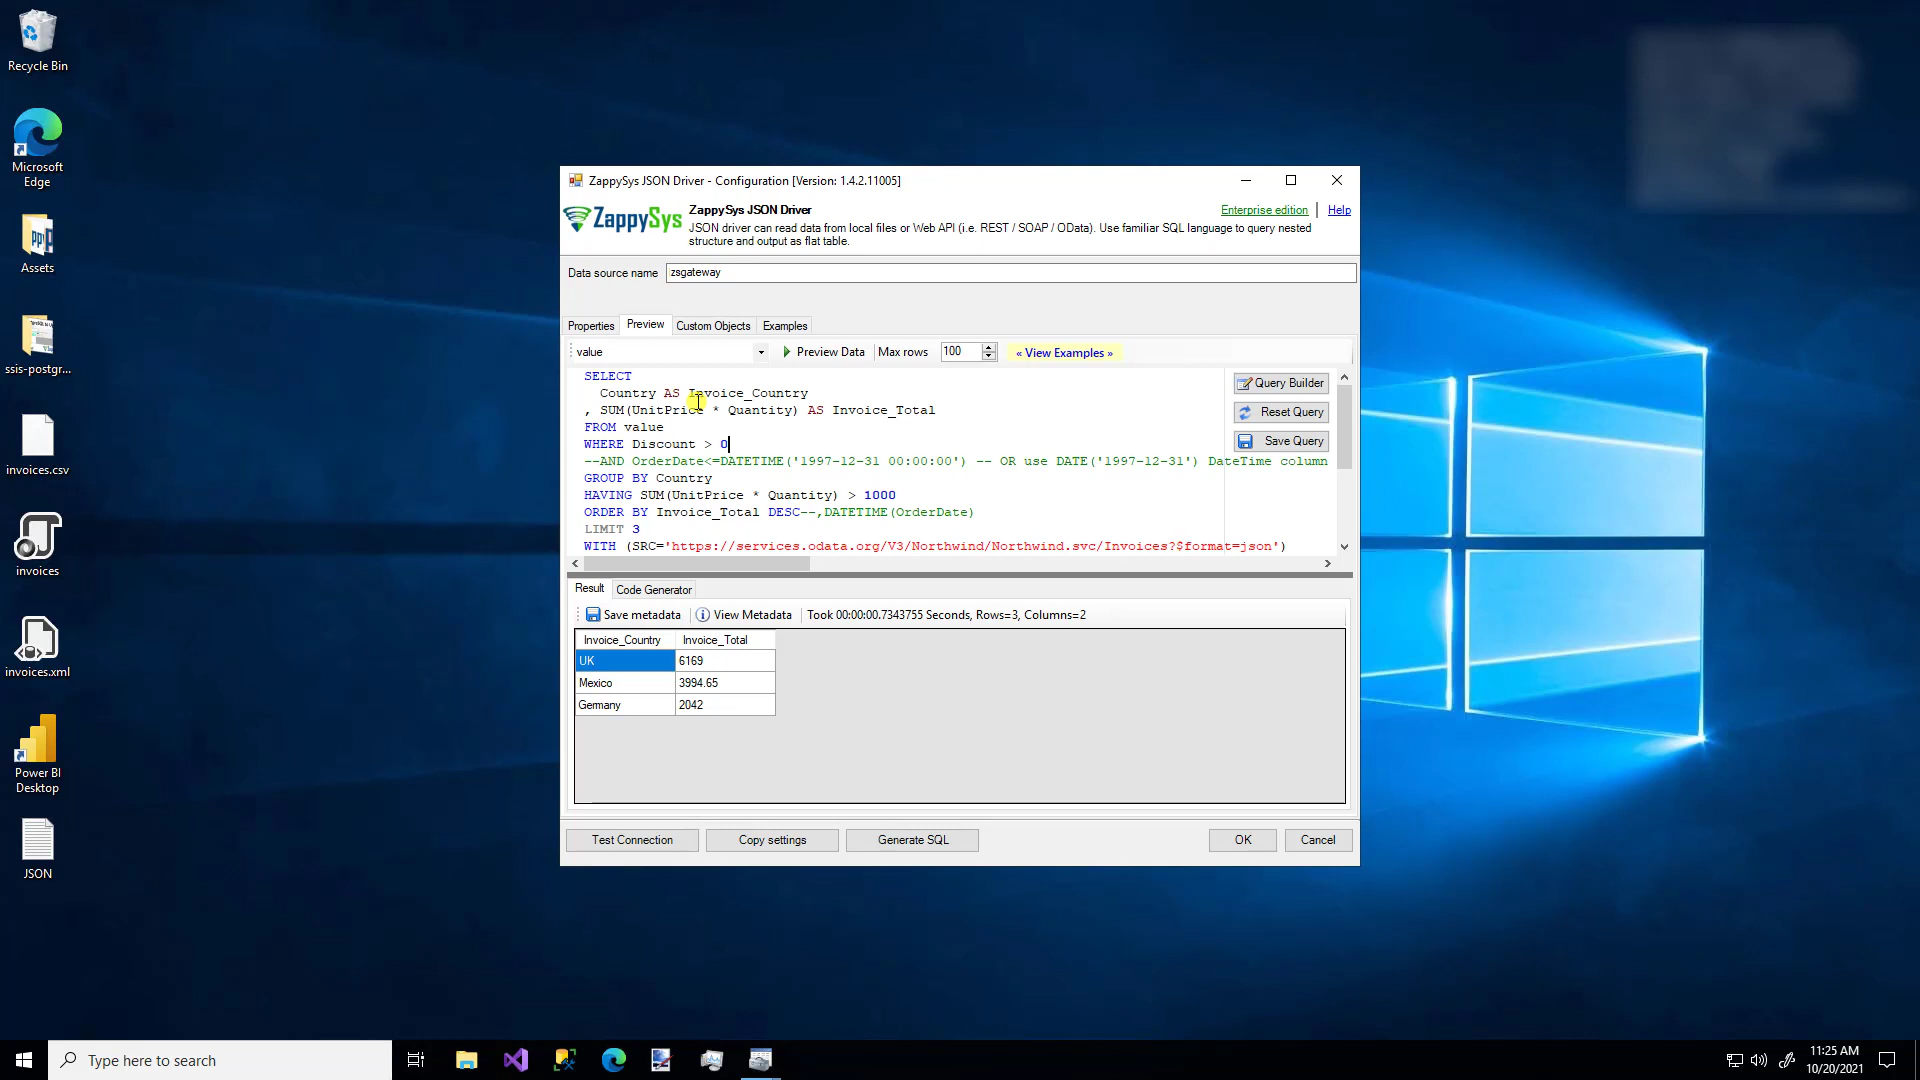 Recycle Bin
Microsoft
Edge
Assets
ssis-postgr...
invoices.csv
invoices
invoices.xml
Power BI
Desktop
JSON
ZappySys JSON Driver - Configuration [Version: 1.4.2.11005]
ZappySys
ZappySys JSON Driver
JSON driver can read data from local files or Web API (i.e. REST / SOAP / OData). Use familiar SQL language to query nested
structure and output as flat table.
Enterprise edition
Help
Data source name
zsgateway
Properties
Preview
Custom Objects
Examples
value
Preview Data
Max rows
100
« View Examples »
SELECT
Country AS Invoice_Country
, SUM(UnitPrice * Quantity) AS Invoice_Total
FROM value
WHERE Discount > 0
--AND OrderDate<=DATETIME('1997-12-31 00:00:00') -- OR use DATE('1997-12-31') DateTime column
GROUP BY Country
HAVING SUM(UnitPrice * Quantity) > 1000
ORDER BY Invoice_Total DESC--,DATETIME(OrderDate)
LIMIT 3
WITH (SRC='https://services.odata.org/V3/Northwind/Northwind.svc/Invoices?$format=json')
Query Builder
Reset Query
Save Query
Result
Code Generator
Save metadata
View Metadata
Took 00:00:00.7343755 Seconds, Rows=3, Columns=2
Invoice_Country Invoice_Total
UK 6169
Mexico 3994.65
Germany 2042
Test Connection
Copy settings
Generate SQL
OK
Cancel
Type here to search
11:25 AM
10/20/2021